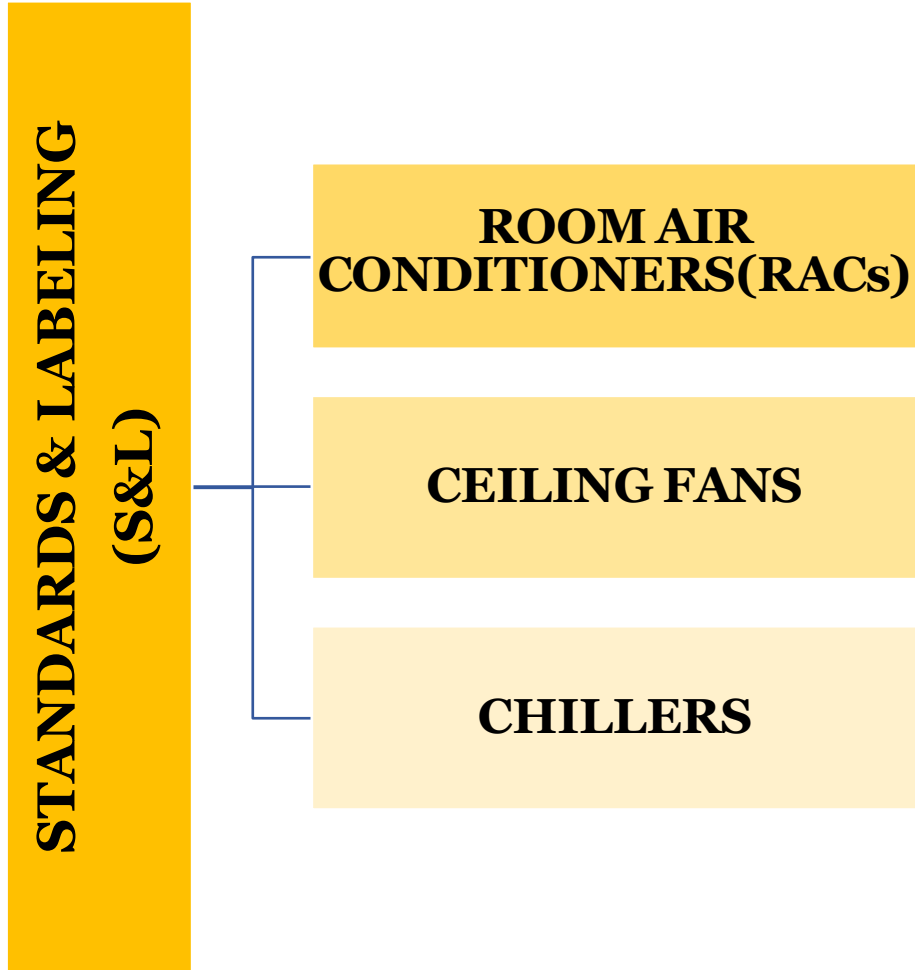 STANDARDS & LABELING
(S&L)
ROOM AIR
CONDITIONERS(RACs)
CEILING FANS
CHILLERS